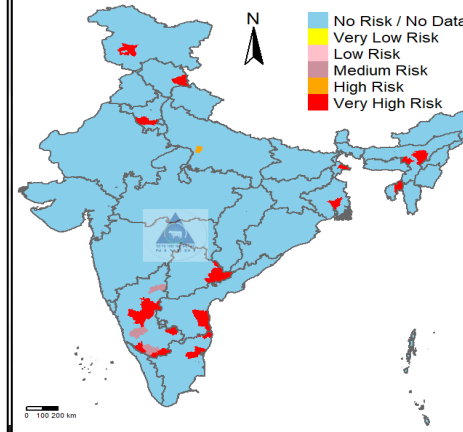 N
No Risk / No Data
Very Low Risk
Low Risk
Medium Risk
High Risk
Very High Risk
0 100 200 km